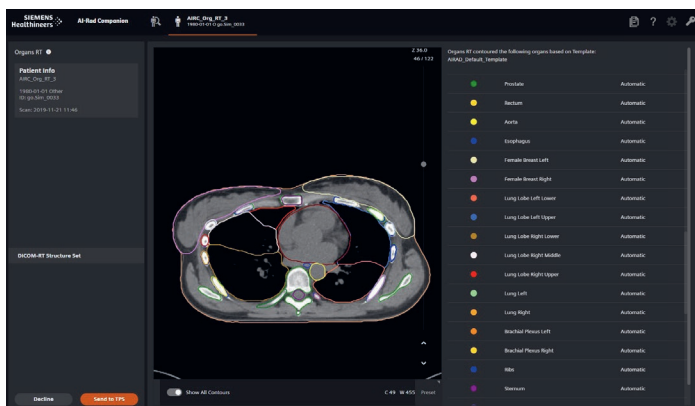 SIEMENS
Healthineers
AI-Rad Companion
AIRC_Org_RT_3
1980-01-01 O go.Sim_0033
Organs RT
Patient Info
AIRC_Org_RT_3
1980-01-01 Other
ID: go.Sim_0033
Scan: 2019-11-21 11:46
DICOM-RT Structure Set
Decline
Send to TPS
Z 36.0
46 / 122
Show All Contours
C 49 W 455
Preset
Organs RT contoured the following organs based on Template:
AIRAD_Default_Template
Prostate Automatic
Rectum Automatic
Aorta Automatic
Esophagus Automatic
Female Breast Left Automatic
Female Breast Right Automatic
Lung Lobe Left Lower Automatic
Lung Lobe Left Upper Automatic
Lung Lobe Right Lower Automatic
Lung Lobe Right Middle Automatic
Lung Lobe Right Upper Automatic
Lung Left Automatic
Lung Right Automatic
Brachial Plexus Left Automatic
Brachial Plexus Right Automatic
Ribs Automatic
Sternum Automatic